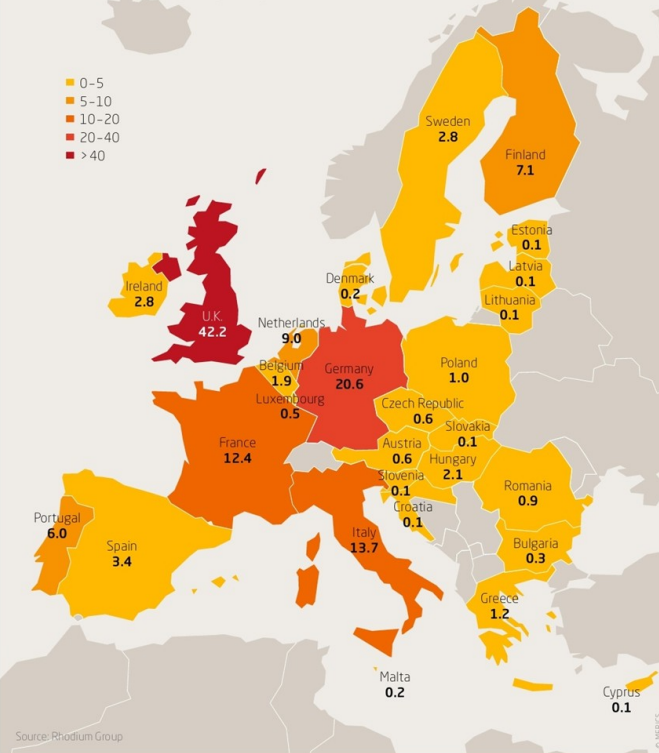 0-5
5-10
10-20
20-40
>40
Sweden
2.8
Finland
7.1
Estonia
0.1
Latvia
0.1
Lithuania
0.1
Denmark
0.2
Ireland
2.8
U.K.
42.2
Netherlands
9.0
Belgium
1.9
Luxembourg
0.5
Germany
20.6
Poland
1.0
Czech Republic
0.6
Slovakia
0.1
France
12.4
Austria
0.6
Hungary
2.1
Slovenia
0.1
Croatia
0.1
Romania
0.9
Portugal
6.0
Spain
3.4
Italy
13.7
Bulgaria
0.3
Greece
1.2
Malta
0.2
Cyprus
0.1
Source: Rhodium Group
MERICS